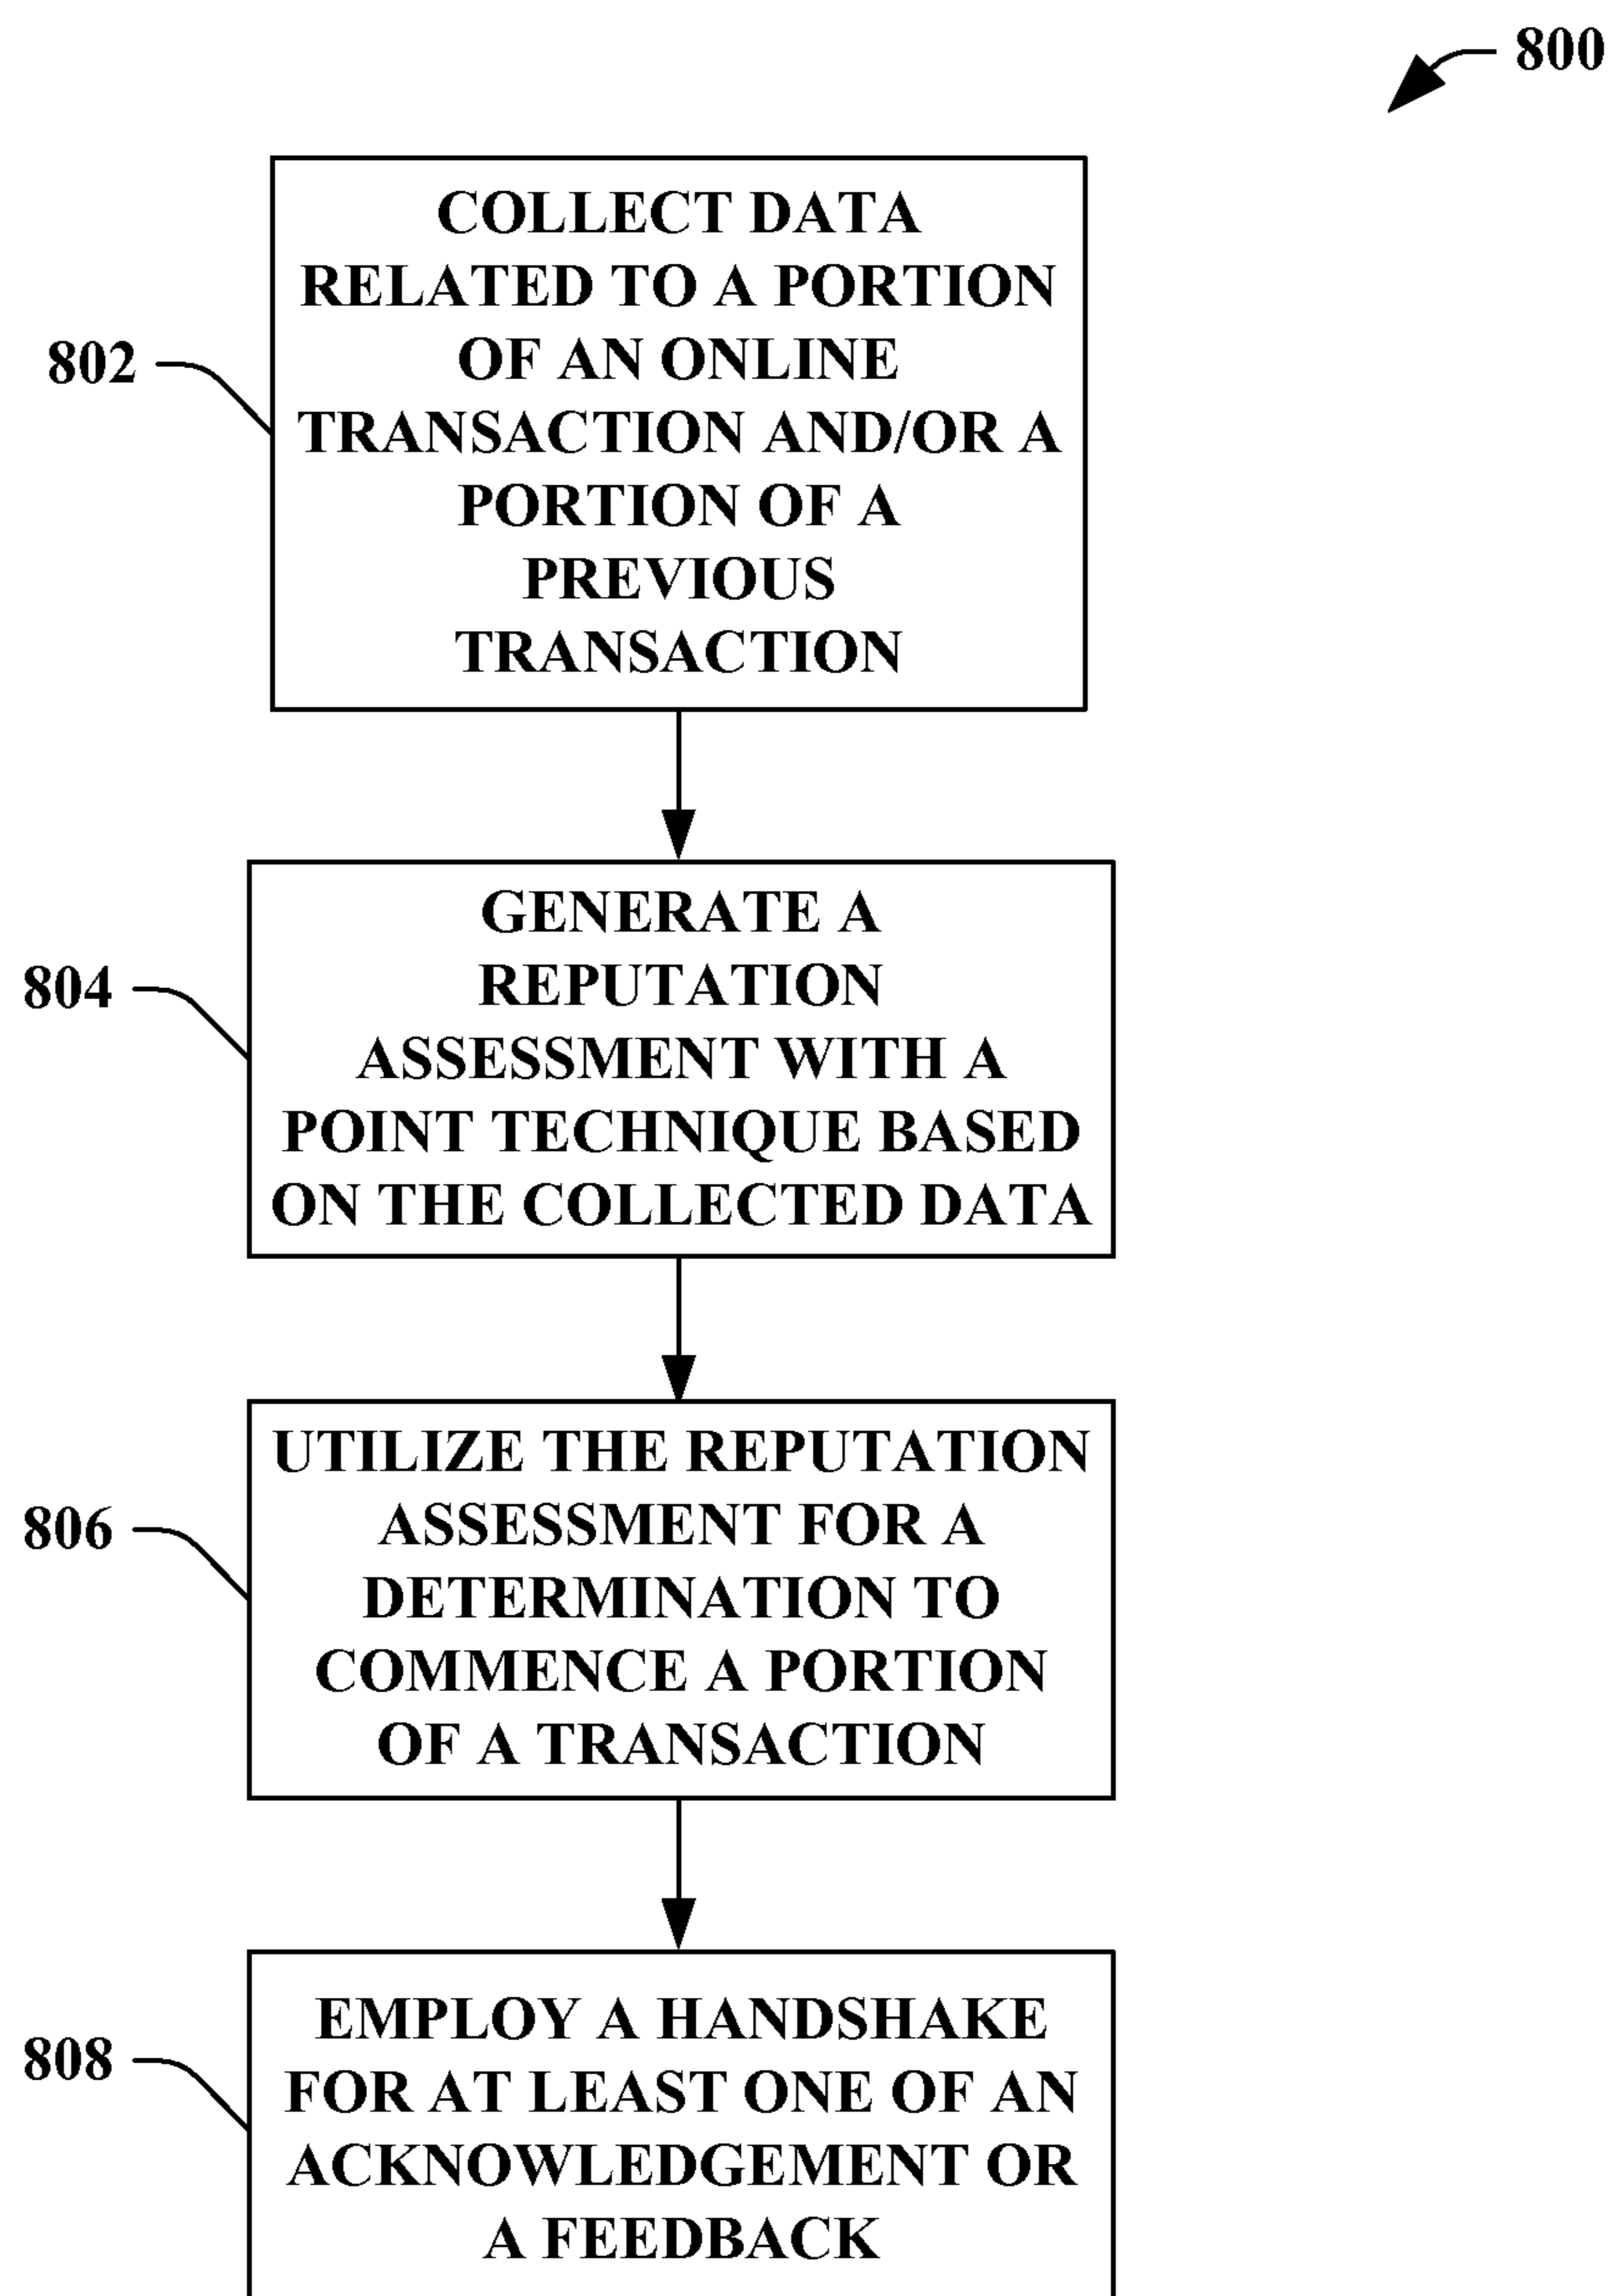 800
COLLECT DATA
RELATED TO A PORTION
OF AN ONLINE
TRANSACTION AND/OR A
PORTION OF A
PREVIOUS
TRANSACTION
802
GENERATE A
REPUTATION
ASSESSMENT WITH A
POINT TECHNIQUE BASED
ON THE COLLECTED DATA
804
UTILIZE THE REPUTATION
ASSESSMENT FOR A
DETERMINATION TO
COMMENCE A PORTION
OF A TRANSACTION
806
EMPLOY A HANDSHAKE
FOR AT LEAST ONE OF AN
ACKNOWLEDGEMENT OR
A FEEDBACK
808